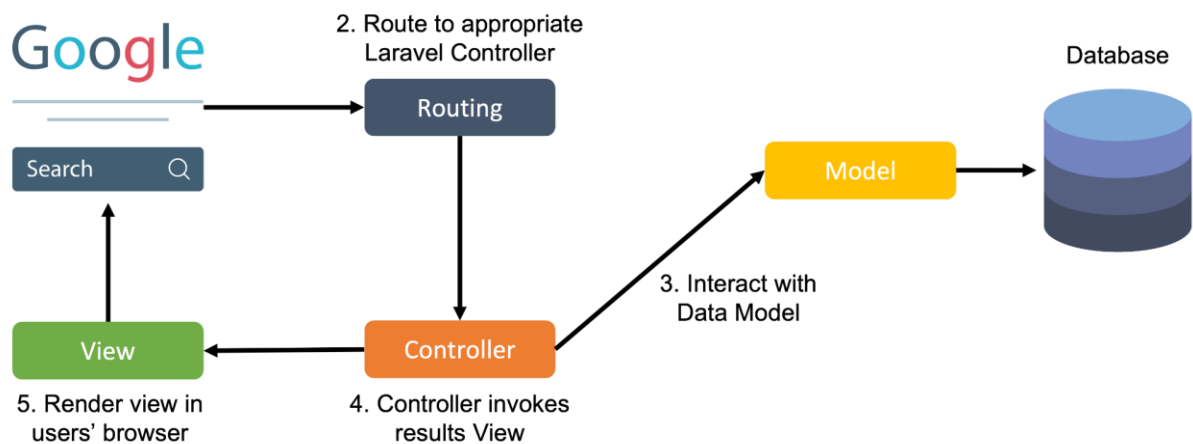 Google
Search
2. Route to appropriate
Laravel Controller
Routing
Database
Model
3. Interact with
Data Model
Controller
4. Controller invokes
results View
View
5. Render view in
users’ browser